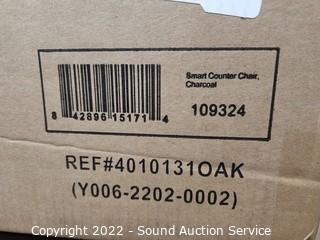 Smart Counter Chair,
Charcoal
109324
8 42896 15171 4
REF#4010131OAK
(Y006-2202-0002)
Copyright 2022 - Sound Auction Service